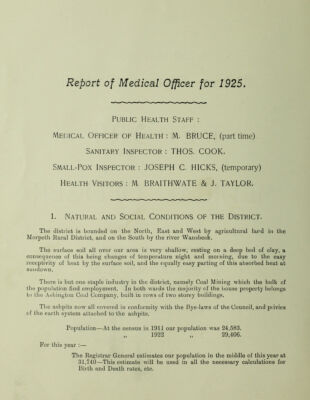 Report of Medical Officer for 1925.
PUBLIC HEALTH STAFF :
MEDICAL OFFICER OF HEALTH : M. BRUCE, (part time)
SANITARY INSPECTOR : THOS. COOK.
SMALL-POX INSPECTOR : JOSEPH C. HICKS, (temporary)
HEALTH VISITORS : M. BRAITHWATE & J. TAYLOR.
1. NATURAL AND SOCIAL CONDITIONS OF THE DISTRICT.
The district is bounded on the North, East and West by agricultural land in the
Morpeth Rural District, and on the South by the river Wansbeck.
The surface soil all over our area is very shallow, resting on a deep bed of clay, a
consequence of this being changes of temperature night and morning, due to the easy
receptivity of heat by the surface soil, and the equally easy parting of this absorbed heat at
sundown.
There is but one staple industry in the district, namely Coal Mining which the bulk of
the population find employment. In both wards the majority of the house property belongs
to the Ashington Coal Company, built in rows of two storey buildings.
The ashpits now all covered in conformity with the Bye-laws of the Council, and privies
of the earth system attached to the ashpits.
Population—At the census in 1911 our population was 24,583.
„ 1922 „ 29,406.
For this year :—
The Registrar General estimates our population in the middle of this year at
31,740—This estimate will be used in all the necessary calculations for
Birth and Death rates, etc.